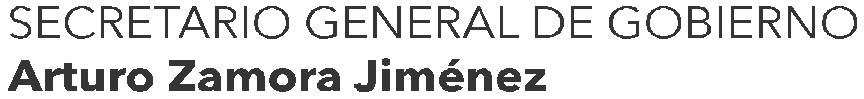 SECRETARIO GENERAL DE GOBIERNO
Arturo Zamora Jiménez